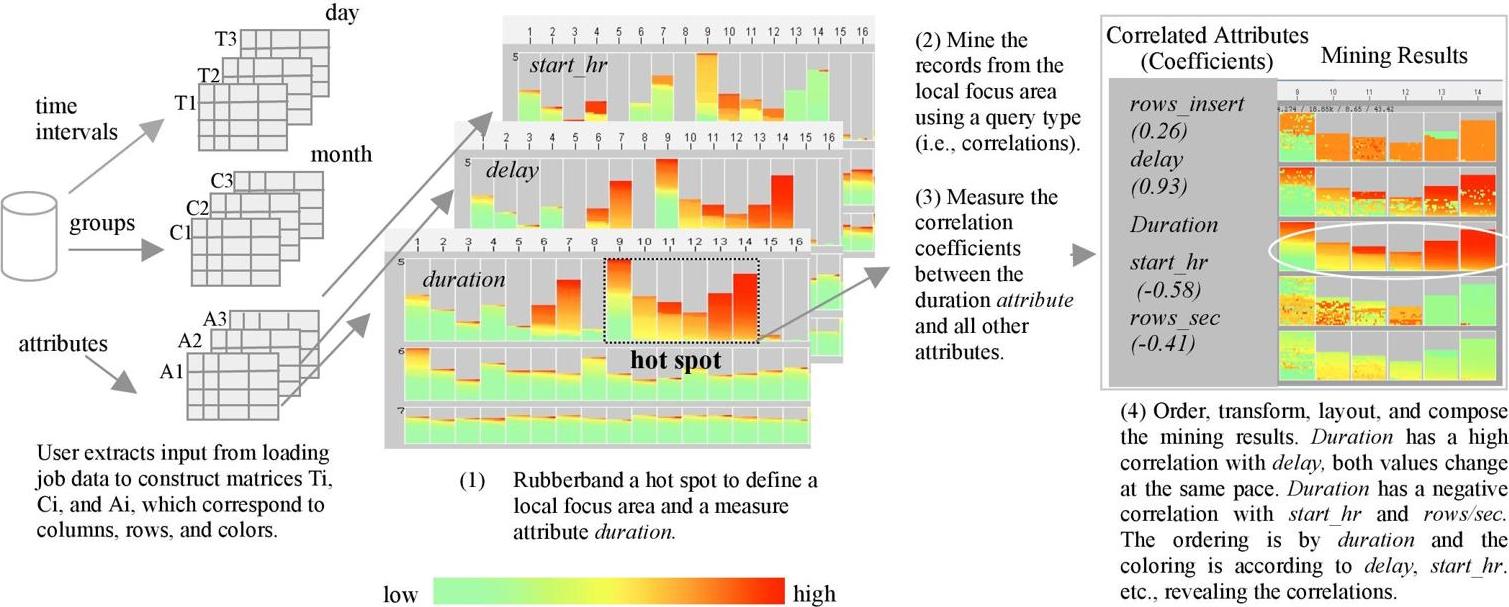 day
T3
T2
T1
time
intervals
month
C3
C2
C1
groups
A3
A2
A1
attributes
User extracts input from loading
job data to construct matrices Ti,
Ci, and Ai, which correspond to
columns, rows, and colors.
1 2 3 4 5 6 7 8 9 10 11 12 13 14 15 16
5
start_hr
1 2 3 4 5 6 7 8 9 10 11 12 13 14 15 16
5
delay
1 2 3 4 5 6 7 8 9 10 11 12 13 14 15 16
5
duration
hot spot
6
7
(1) Rubberband a hot spot to define a
local focus area and a measure
attribute duration.
low
high
(2) Mine the
records from the
local focus area
using a query type
(i.e., correlations).
(3) Measure the
correlation
coefficients
between the
duration attribute
and all other
attributes.
Correlated Attributes
(Coefficients)
Mining Results
rows_insert
(0.26)
delay
(0.93)
Duration
start_hr
(-0.58)
rows_sec
(-0.41)
9 10 11 12 13 14
(4) Order, transform, layout, and compose
the mining results. Duration has a high
correlation with delay, both values change
at the same pace. Duration has a negative
correlation with start_hr and rows/sec.
The ordering is by duration and the
coloring is according to delay, start_hr.
etc., revealing the correlations.